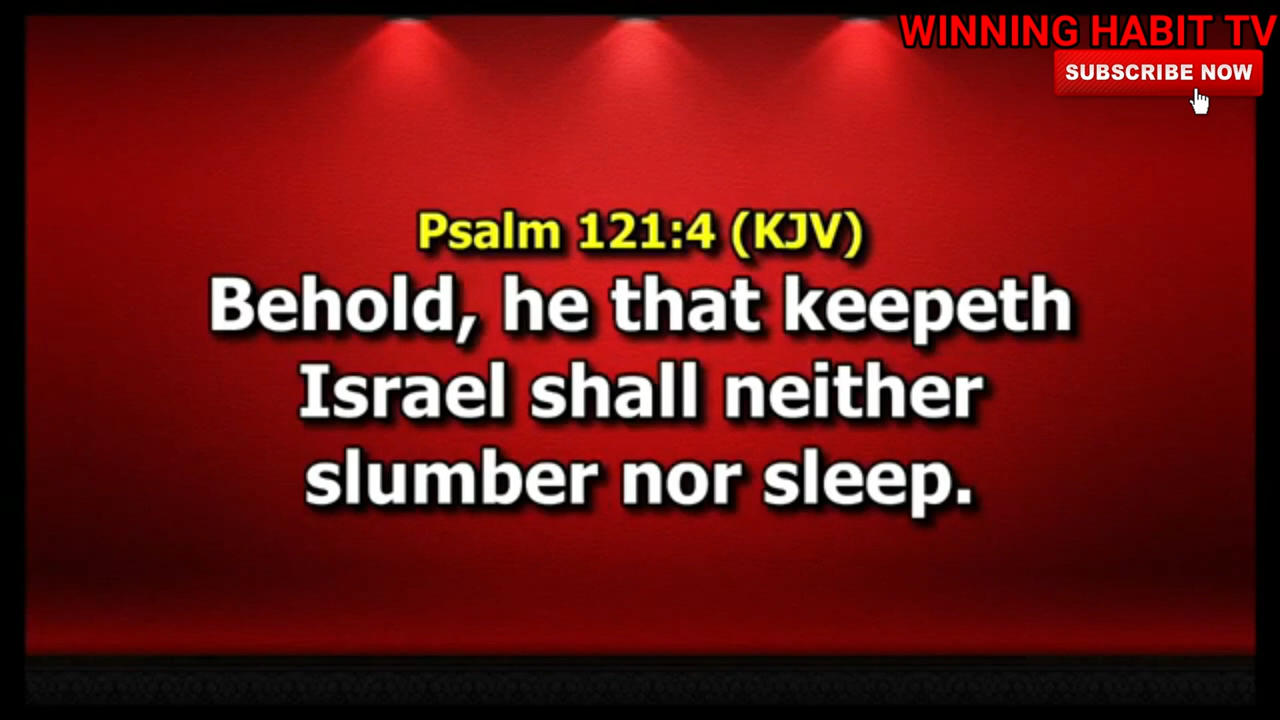 WINNING HABIT TV
SUBSCRIBE NOW
Psalm 121:4 (KJV)
Behold, he that keepeth
Israel shall neither
slumber nor sleep.